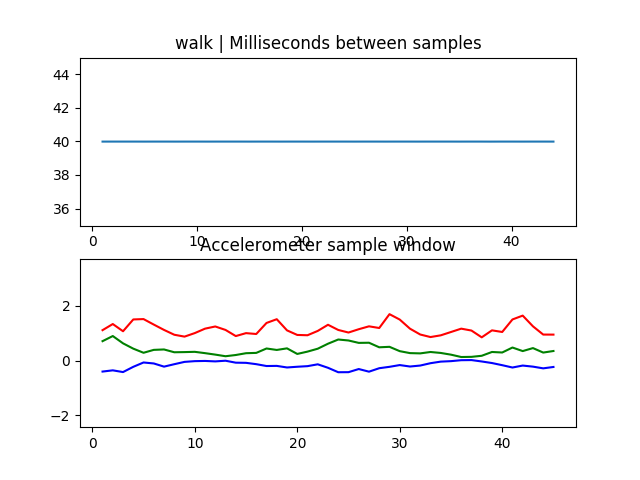 walk | Milliseconds between samples
44
42
40
38
36
0 10 20 30 40
Accelerometer sample window
2
0
−2
0 10 20 30 40